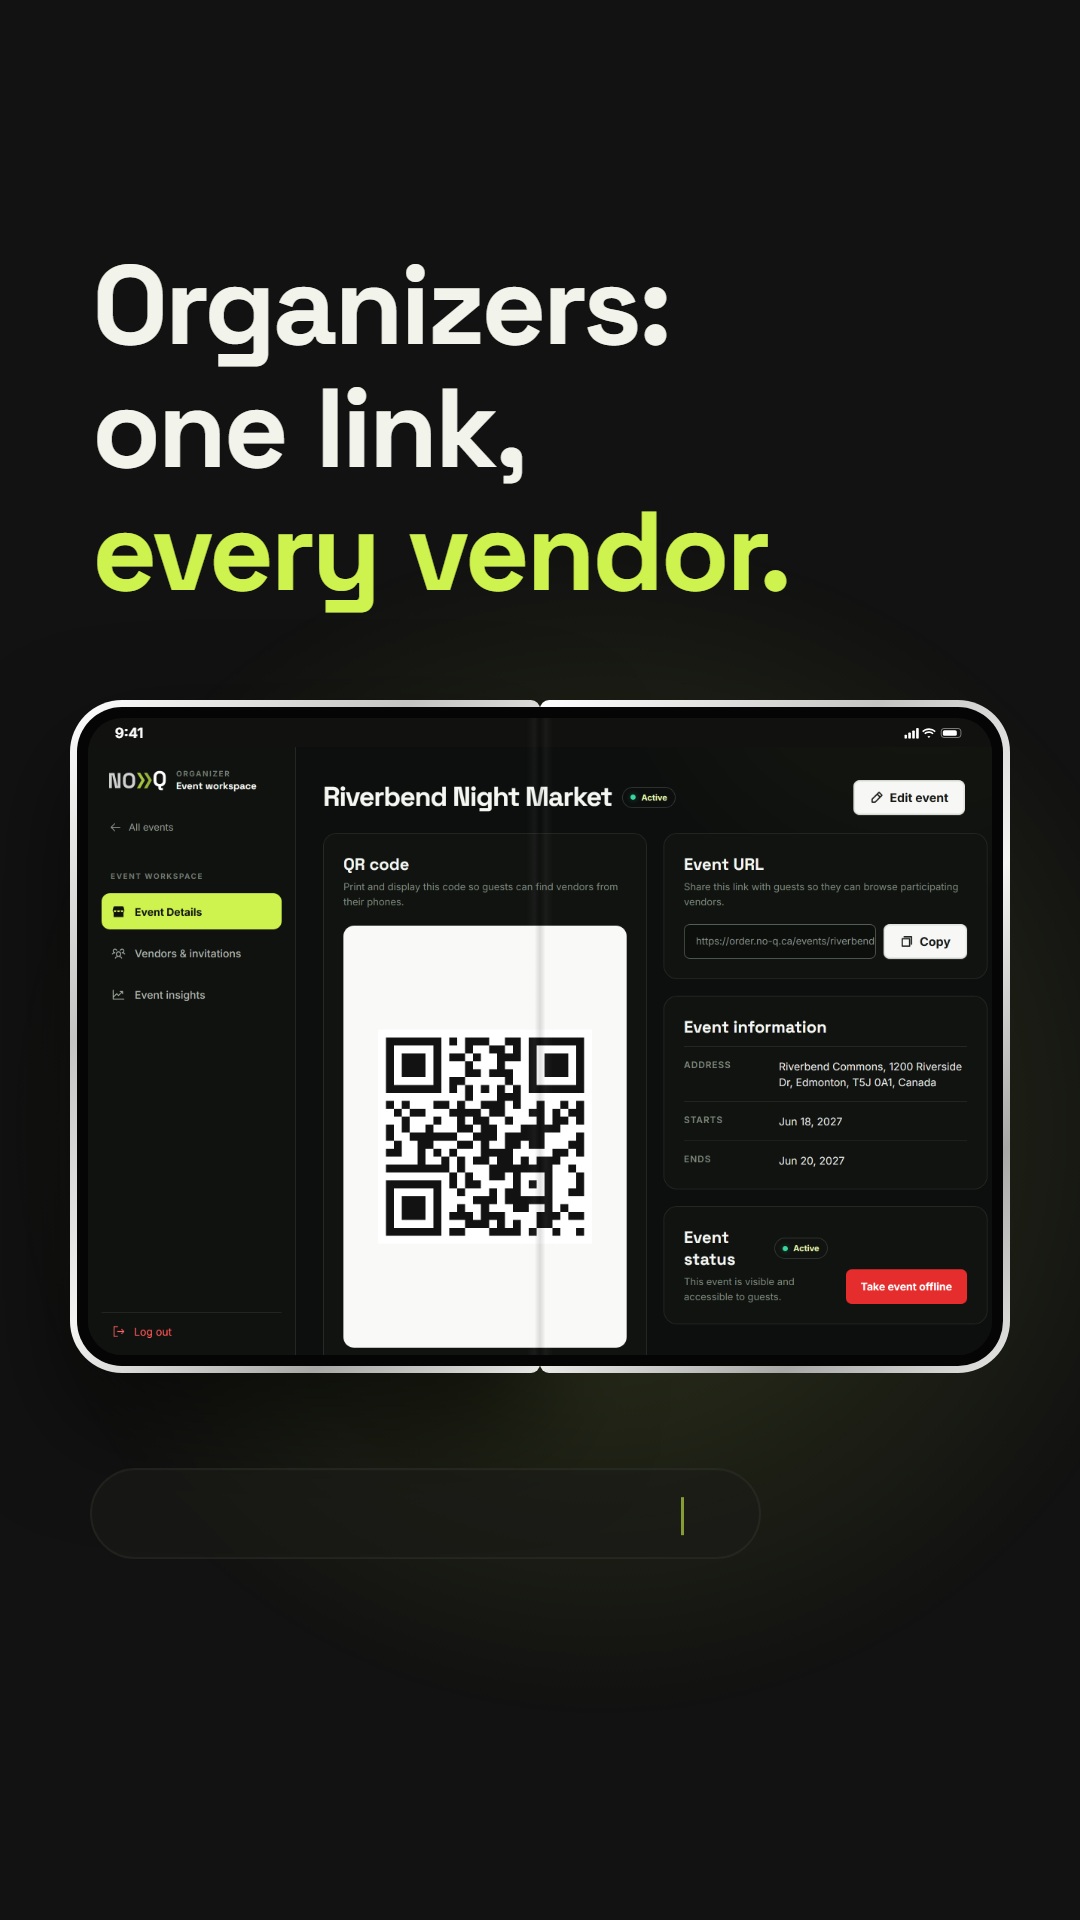 Organizers:
one link,
every vendor.
9:41
NO»Q
ORGANIZER
Event workspace
All events
EVENT WORKSPACE
Event Details
Vendors & invitations
Event insights
Log out
Riverbend Night Market
Active
Edit event
QR code
Print and display this code so guests can find vendors from
their phones.
Event URL
Share this link with guests so they can browse participating
vendors.
https://order.no-q.ca/events/riverbend
Copy
Event information
ADDRESS
Riverbend Commons, 1200 Riverside
Dr, Edmonton, T5J 0A1, Canada
STARTS
Jun 18, 2027
ENDS
Jun 20, 2027
Event
status
Active
This event is visible and
accessible to guests.
Take event offline